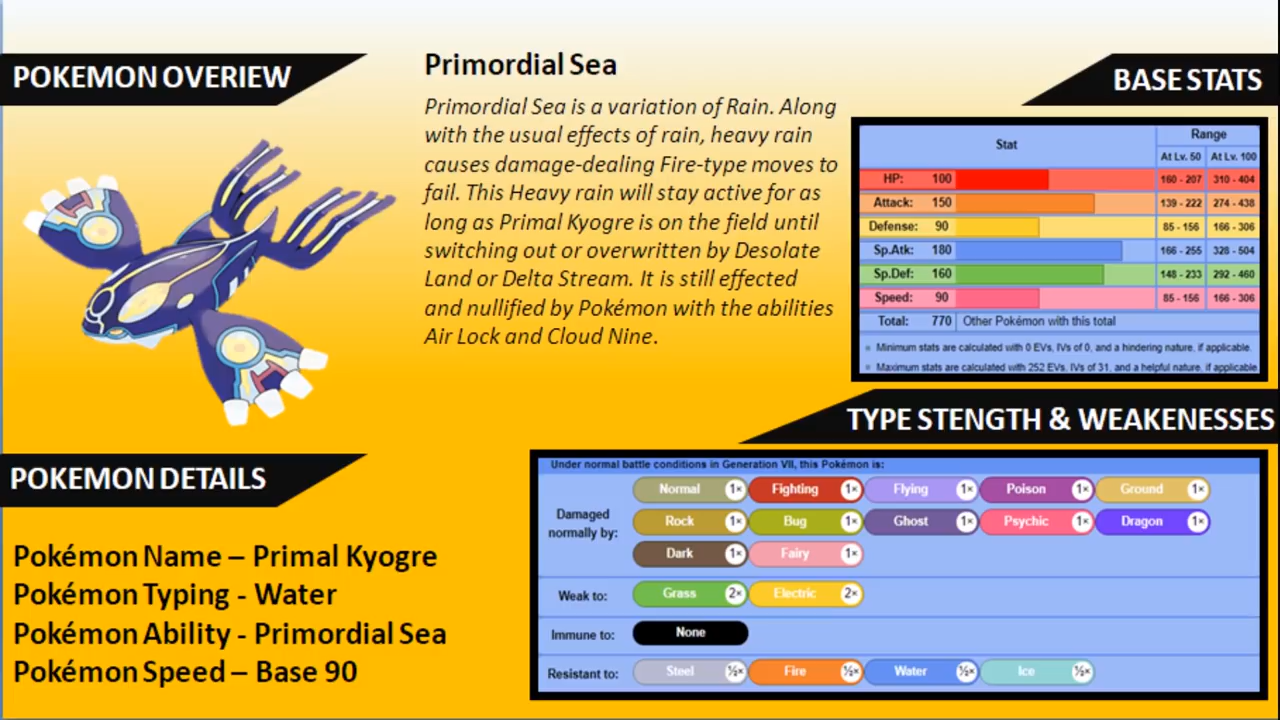 POKEMON OVERIEW
Primordial Sea
Primordial Sea is a variation of Rain. Along
with the usual effects of rain, heavy rain
causes damage-dealing Fire-type moves to
fail. This Heavy rain will stay active for as
long as Primal Kyogre is on the field until
switching out or overwritten by Desolate
Land or Delta Stream. It is still effected
and nullified by Pokémon with the abilities
Air Lock and Cloud Nine.
BASE STATS
Stat Range
At Lv. 50 At Lv. 100
HP: 100 160 - 207 310 - 404
Attack: 150 139 - 222 274 - 438
Defense: 90 85 - 156 166 - 306
Sp.Atk: 180 166 - 255 328 - 504
Sp.Def: 160 148 - 233 292 - 460
Speed: 90 85 - 156 166 - 306
Total: 770 Other Pokémon with this total
Minimum stats are calculated with 0 EVs, IVs of 0, and a hindering nature, if applicable.
Maximum stats are calculated with 252 EVs, IVs of 31, and a helpful nature, if applicable
TYPE STENGTH & WEAKENESSES
Under normal battle conditions in Generation VII, this Pokémon is:
Damaged normally by:
Normal 1× Fighting 1× Flying 1× Poison 1× Ground 1×
Rock 1× Bug 1× Ghost 1× Psychic 1× Dragon 1×
Dark 1× Fairy 1×
Weak to: Grass 2× Electric 2×
Immune to: None
Resistant to: Steel ½× Fire ½× Water ½× Ice ½×
POKEMON DETAILS
Pokémon Name – Primal Kyogre
Pokémon Typing - Water
Pokémon Ability - Primordial Sea
Pokémon Speed – Base 90